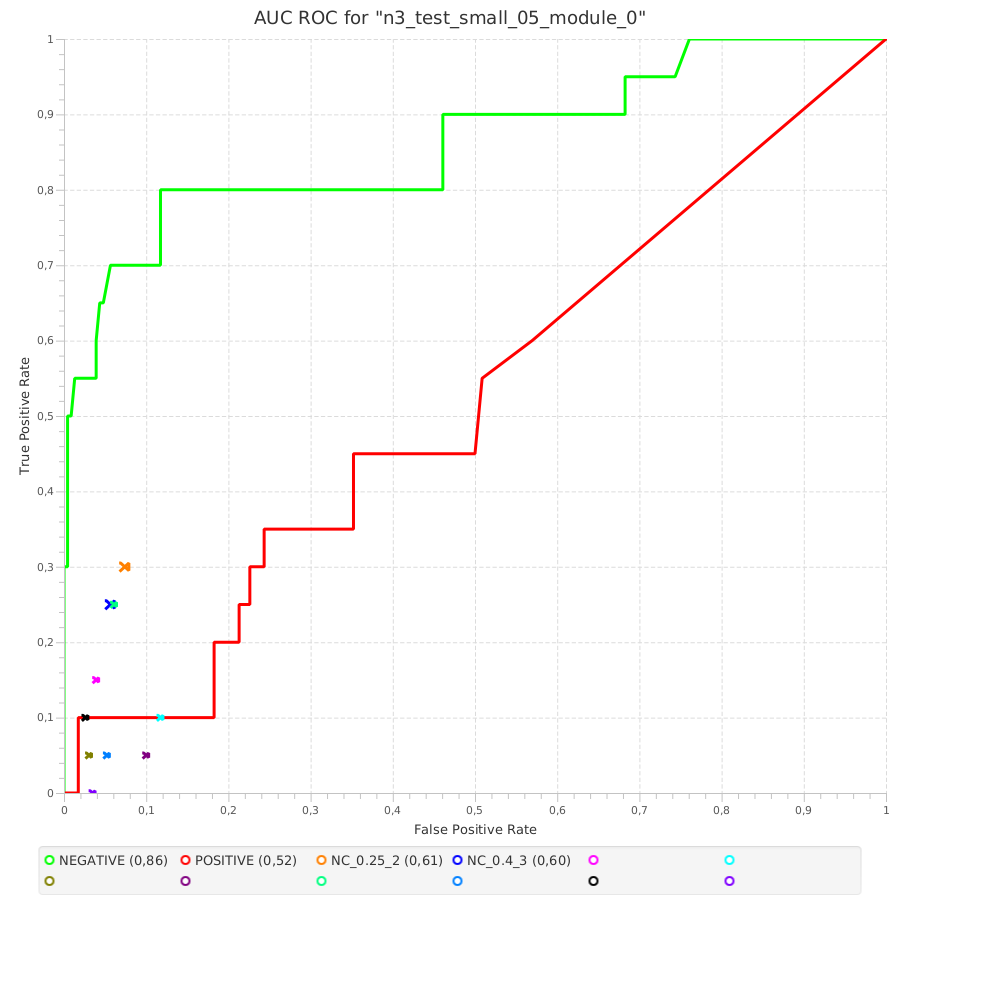 AUC ROC for "n3_test_small_05_module_0"
1
0,9
0,8
0,7
0,6
0,5
0,4
0,3
0,2
0,1
0
True Positive Rate
0 0,1 0,2 0,3 0,4 0,5 0,6 0,7 0,8 0,9 1
False Positive Rate
NEGATIVE (0,86) POSITIVE (0,52) NC_0.25_2 (0,61) NC_0.4_3 (0,60)